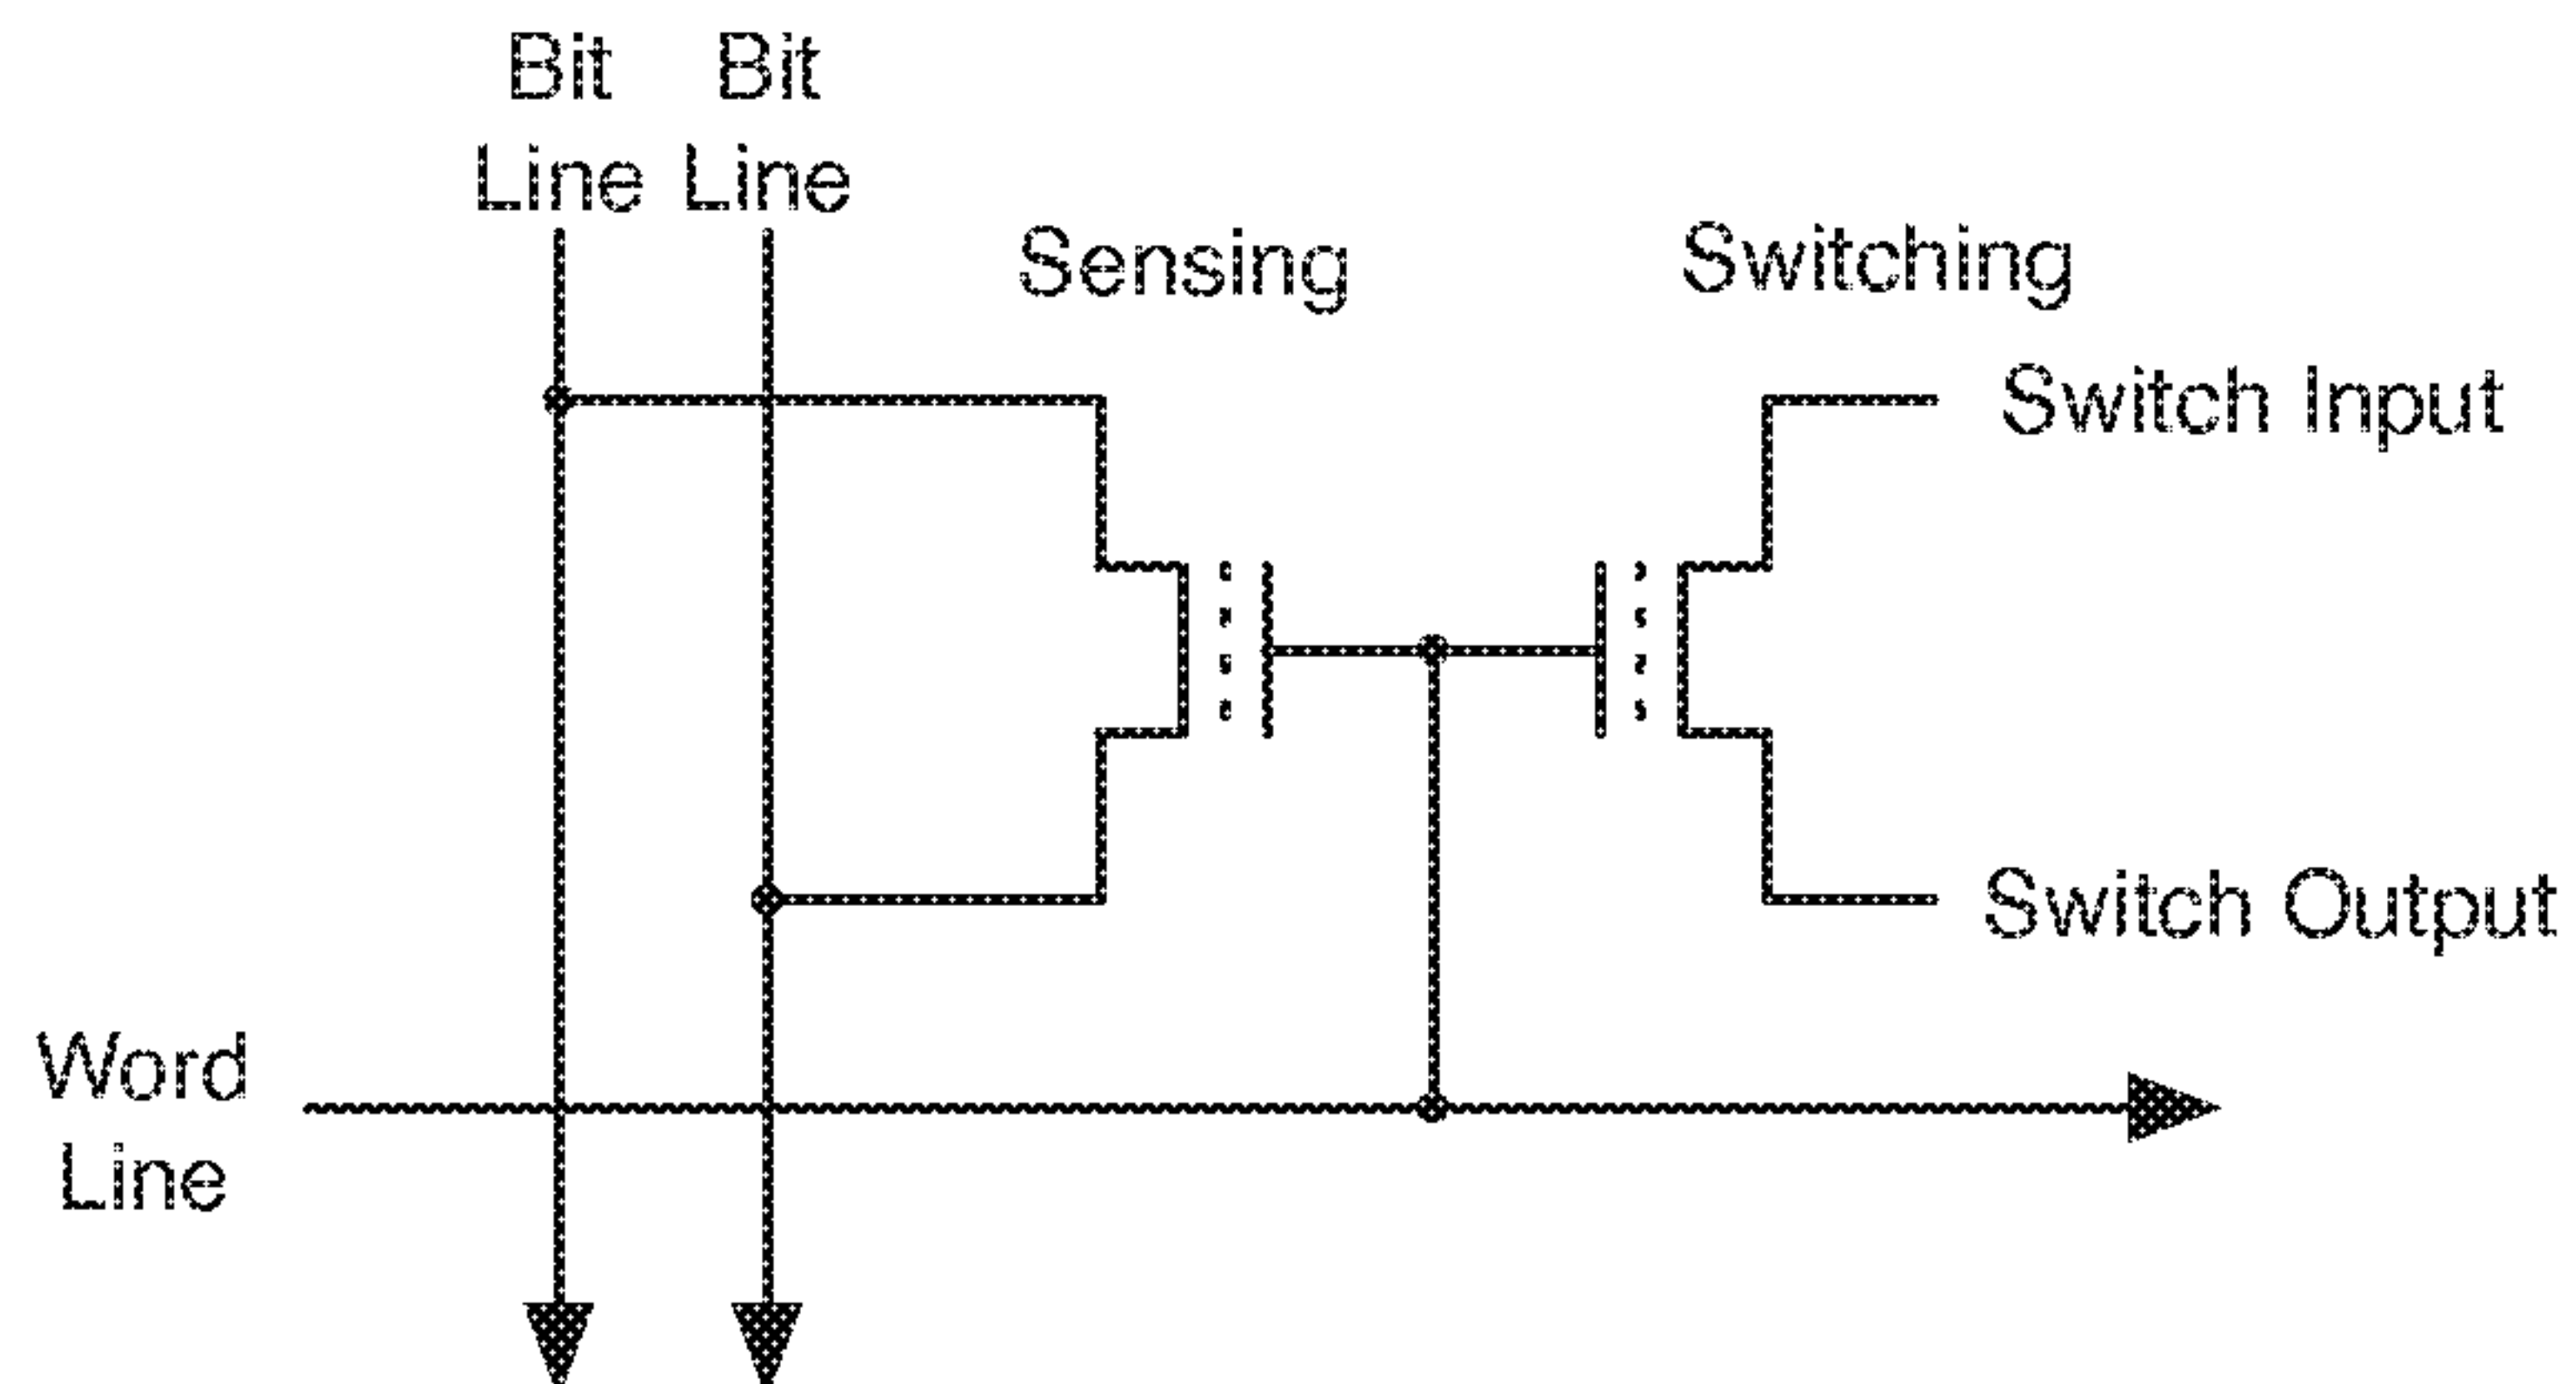 Bit Bit
Line Line
Sensing
Switching
Switch Input
Switch Output
Word
Line